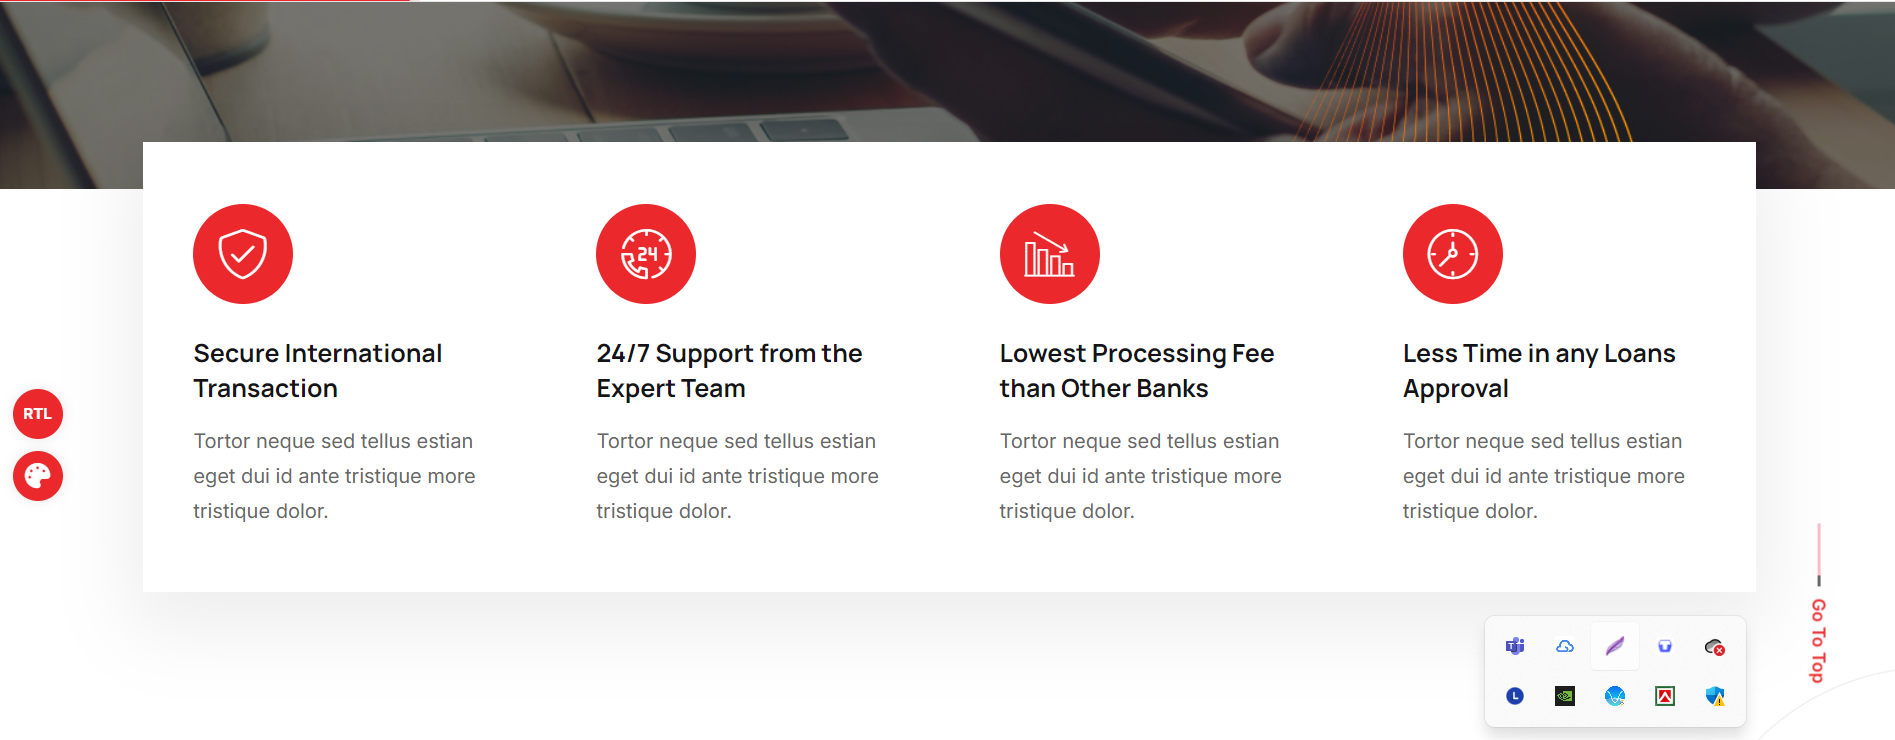 24
Secure International
Transaction
Tortor neque sed tellus estian
eget dui id ante tristique more
tristique dolor.
24/7 Support from the
Expert Team
Tortor neque sed tellus estian
eget dui id ante tristique more
tristique dolor.
Lowest Processing Fee
than Other Banks
Tortor neque sed tellus estian
eget dui id ante tristique more
tristique dolor.
Less Time in any Loans
Approval
Tortor neque sed tellus estian
eget dui id ante tristique more
tristique dolor.
RTL
Go To Top
L